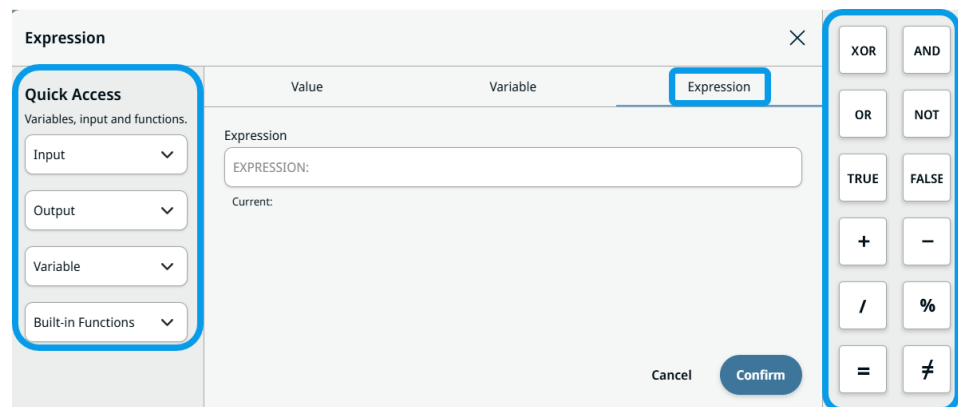 Expression
Quick Access
Variables, input and functions.
Input
Output
Variable
Built-in Functions
Value Variable Expression
Expression
EXPRESSION:
Current:
Cancel Confirm
XOR AND
OR NOT
TRUE FALSE
+ −
/ %
= ≠